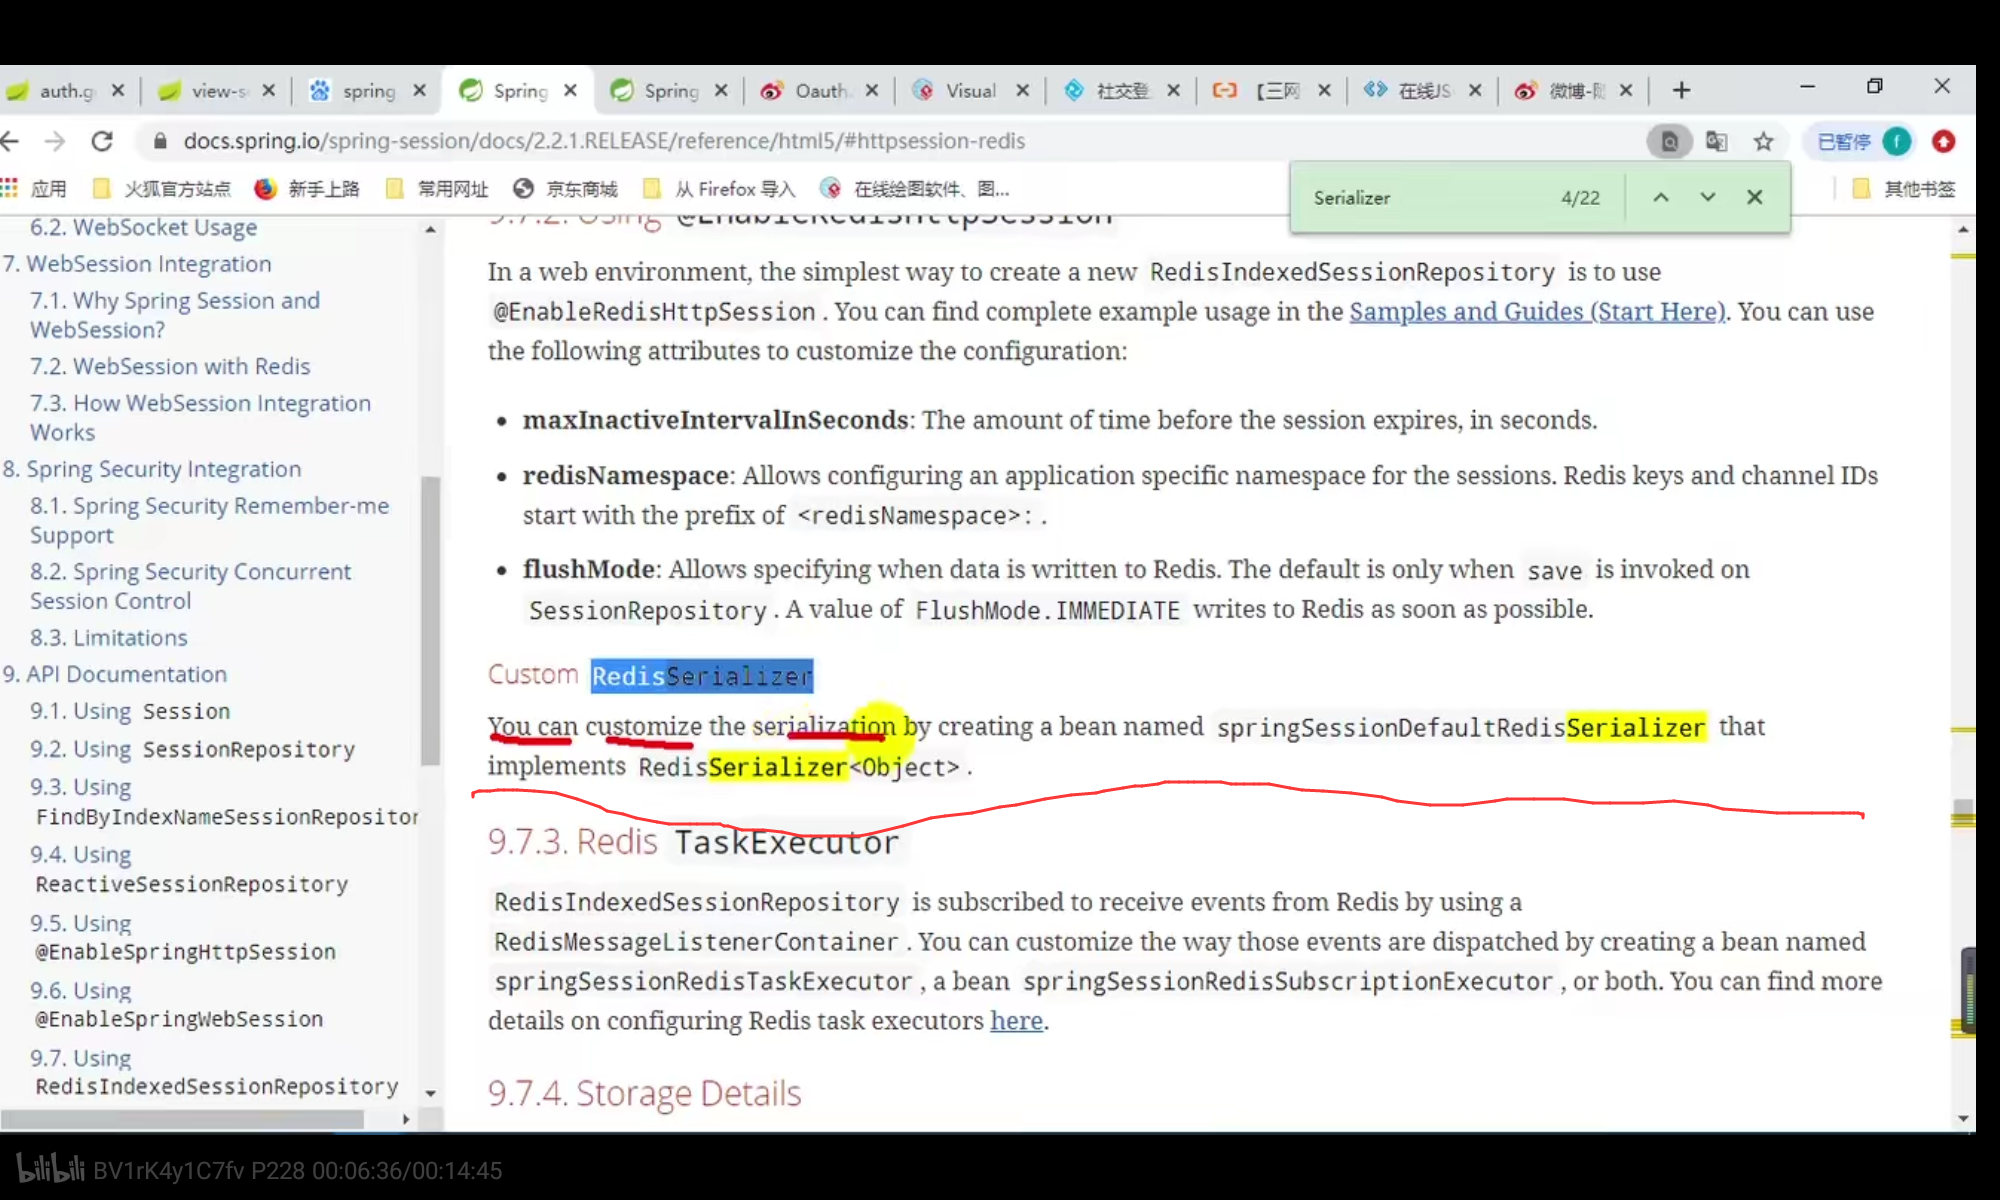 auth.g
view-s
spring
Spring
Spring
Oauth
Visual
社交登
【三网
在线JS
微博-
docs.spring.io/spring-session/docs/2.2.1.RELEASE/reference/html5/#httpsession-redis
已暂停
f
应用
火狐官方站点
新手上路
常用网址
京东商城
从 Firefox 导入
在线绘图软件、图...
其他书签
Serializer 4/22
6.2. WebSocket Usage
7. WebSession Integration
7.1. Why Spring Session and
WebSession?
7.2. WebSession with Redis
7.3. How WebSession Integration
Works
8. Spring Security Integration
8.1. Spring Security Remember-me
Support
8.2. Spring Security Concurrent
Session Control
8.3. Limitations
9. API Documentation
9.1. Using Session
9.2. Using SessionRepository
9.3. Using
FindByIndexNameSessionRepositor
9.4. Using
ReactiveSessionRepository
9.5. Using
@EnableSpringHttpSession
9.6. Using
@EnableSpringWebSession
9.7. Using
RedisIndexedSessionRepository
9.7.2. Using @EnableRedisHttpSession
In a web environment, the simplest way to create a new RedisIndexedSessionRepository is to use
@EnableRedisHttpSession. You can find complete example usage in the Samples and Guides (Start Here). You can use
the following attributes to customize the configuration:
• maxInactiveIntervalInSeconds: The amount of time before the session expires, in seconds.
• redisNamespace: Allows configuring an application specific namespace for the sessions. Redis keys and channel IDs
start with the prefix of <redisNamespace>:.
• flushMode: Allows specifying when data is written to Redis. The default is only when save is invoked on
SessionRepository. A value of FlushMode.IMMEDIATE writes to Redis as soon as possible.
Custom RedisSerializer
You can customize the serialization by creating a bean named springSessionDefaultRedisSerializer that
implements RedisSerializer<Object>.
9.7.3. Redis TaskExecutor
RedisIndexedSessionRepository is subscribed to receive events from Redis by using a
RedisMessageListenerContainer. You can customize the way those events are dispatched by creating a bean named
springSessionRedisTaskExecutor, a bean springSessionRedisSubscriptionExecutor, or both. You can find more
details on configuring Redis task executors here.
9.7.4. Storage Details
bilibili BV1rK4y1C7fv P228 00:06:36/00:14:45